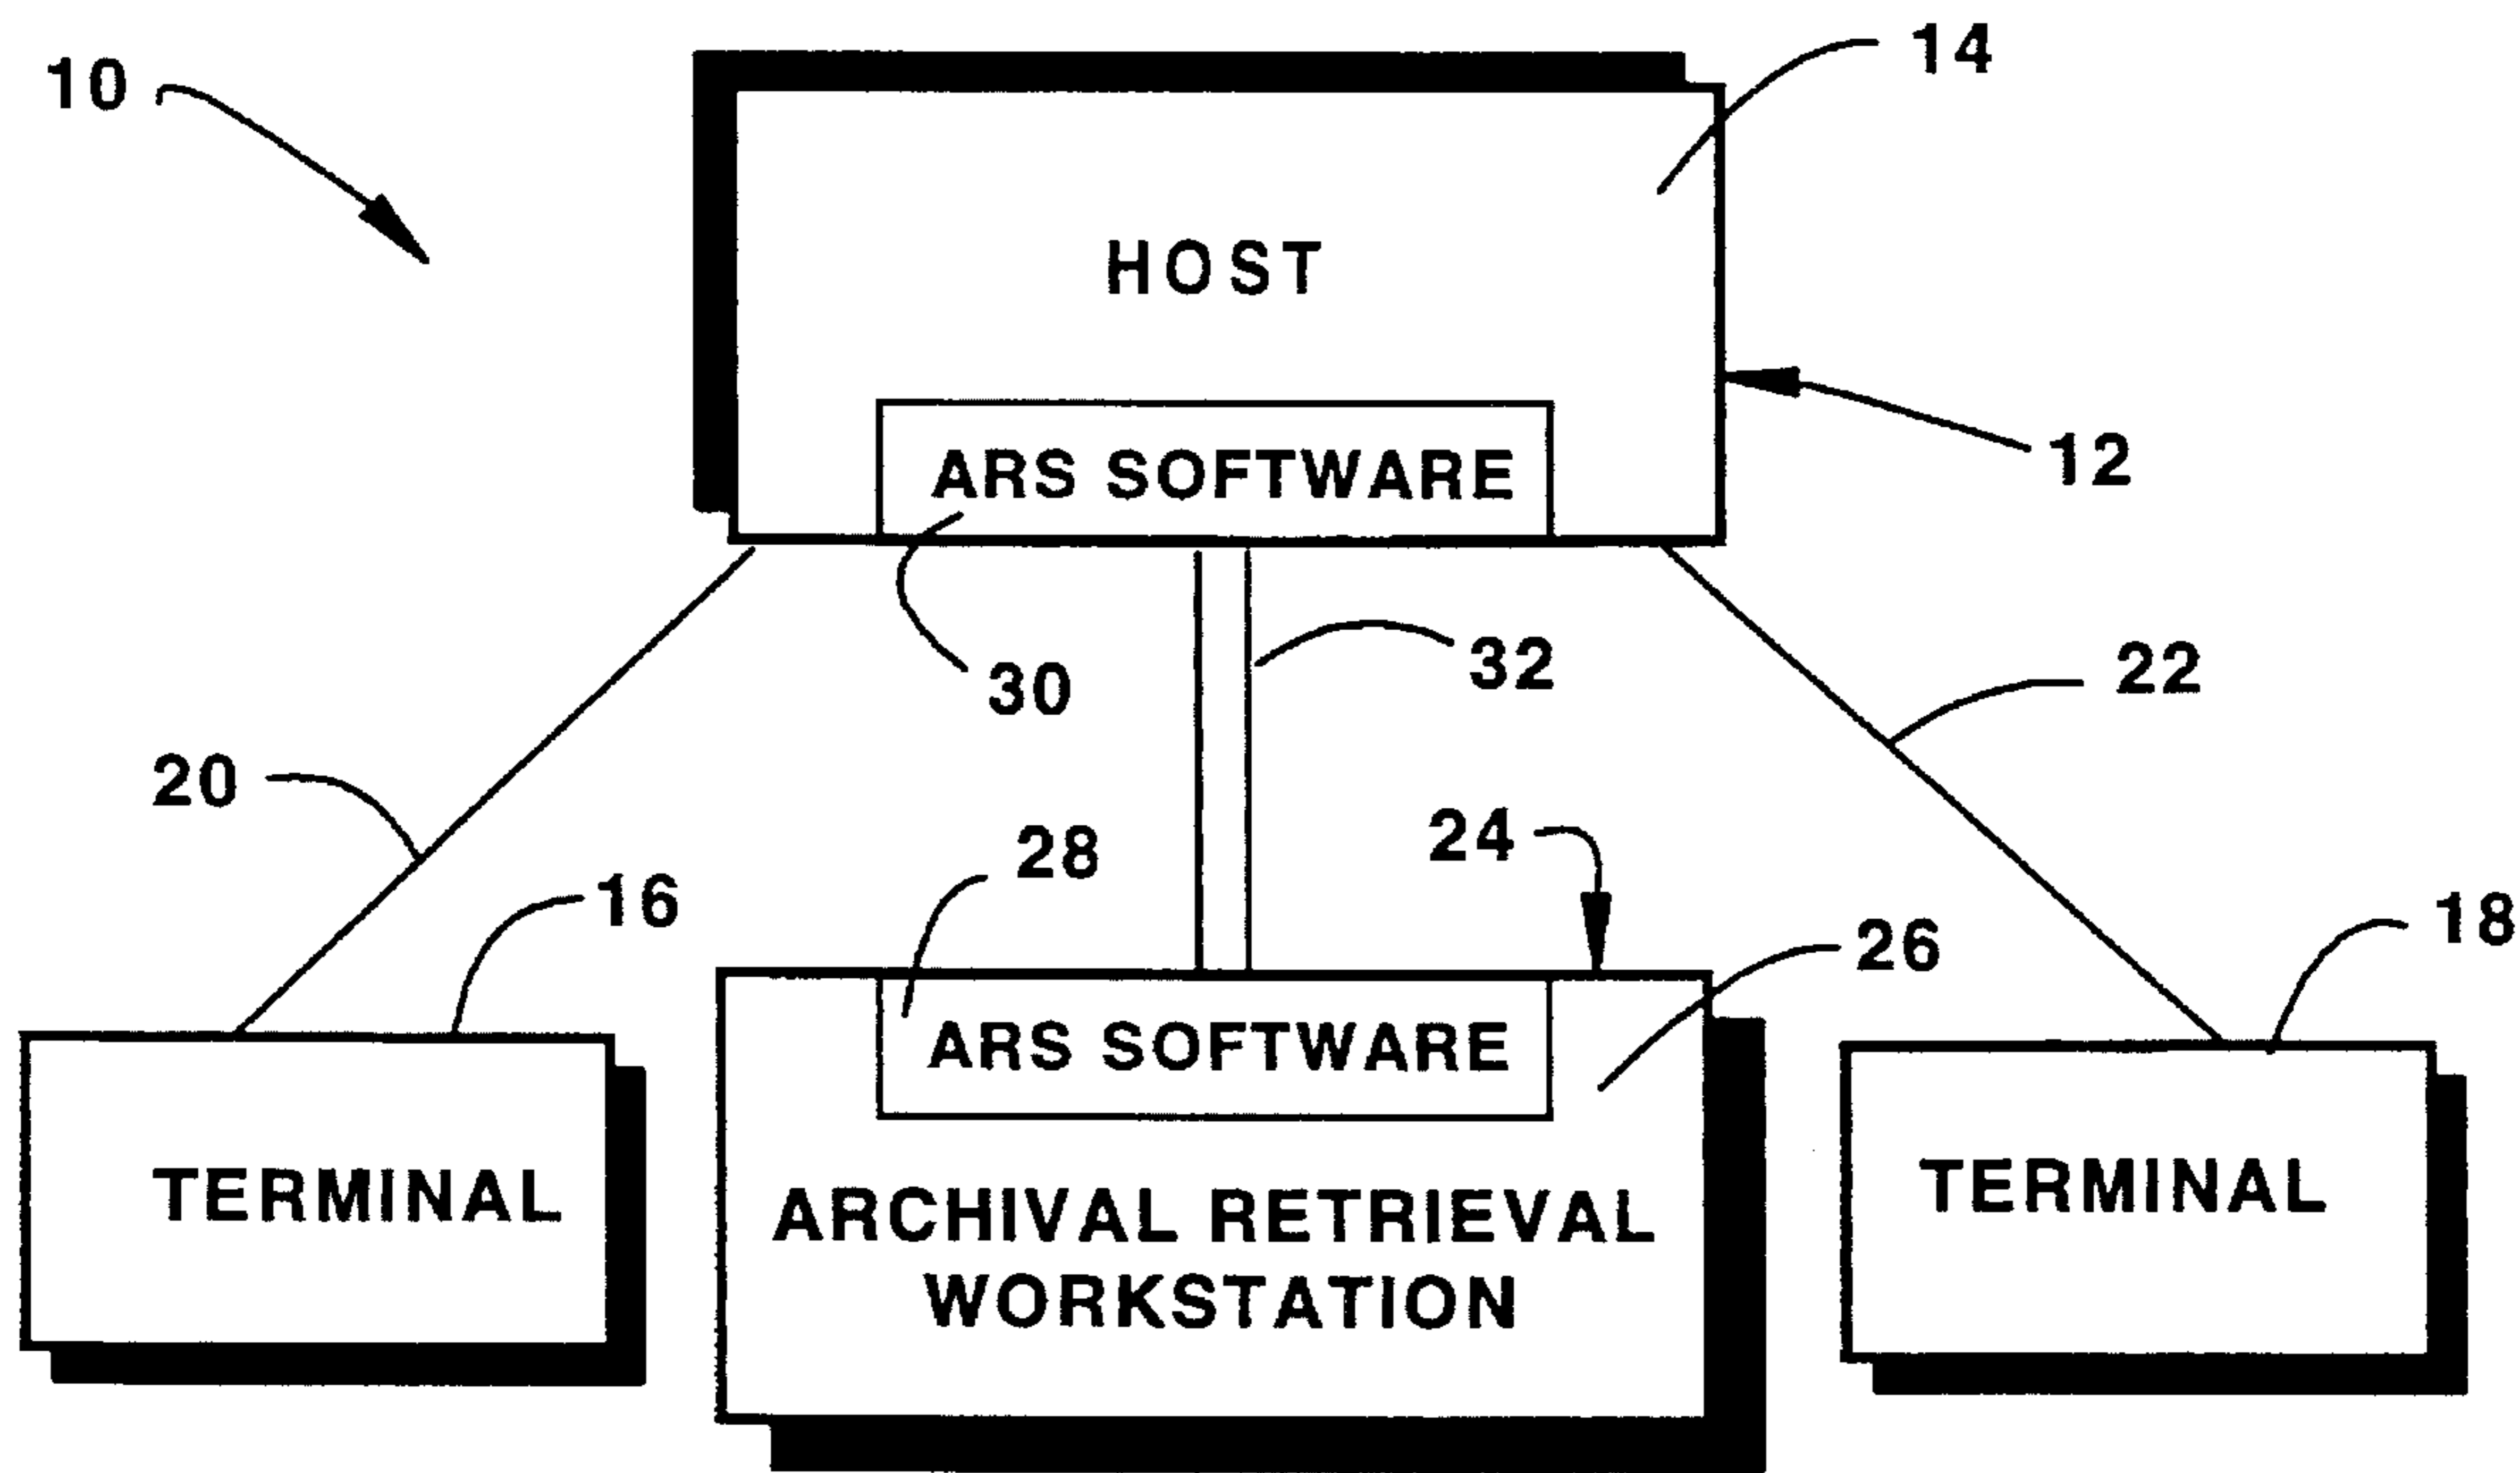 10
14
HOST
12
ARS SOFTWARE
30
32
22
20
28
24
16
26
18
ARS SOFTWARE
TERMINAL
ARCHIVAL RETRIEVAL
WORKSTATION
TERMINAL